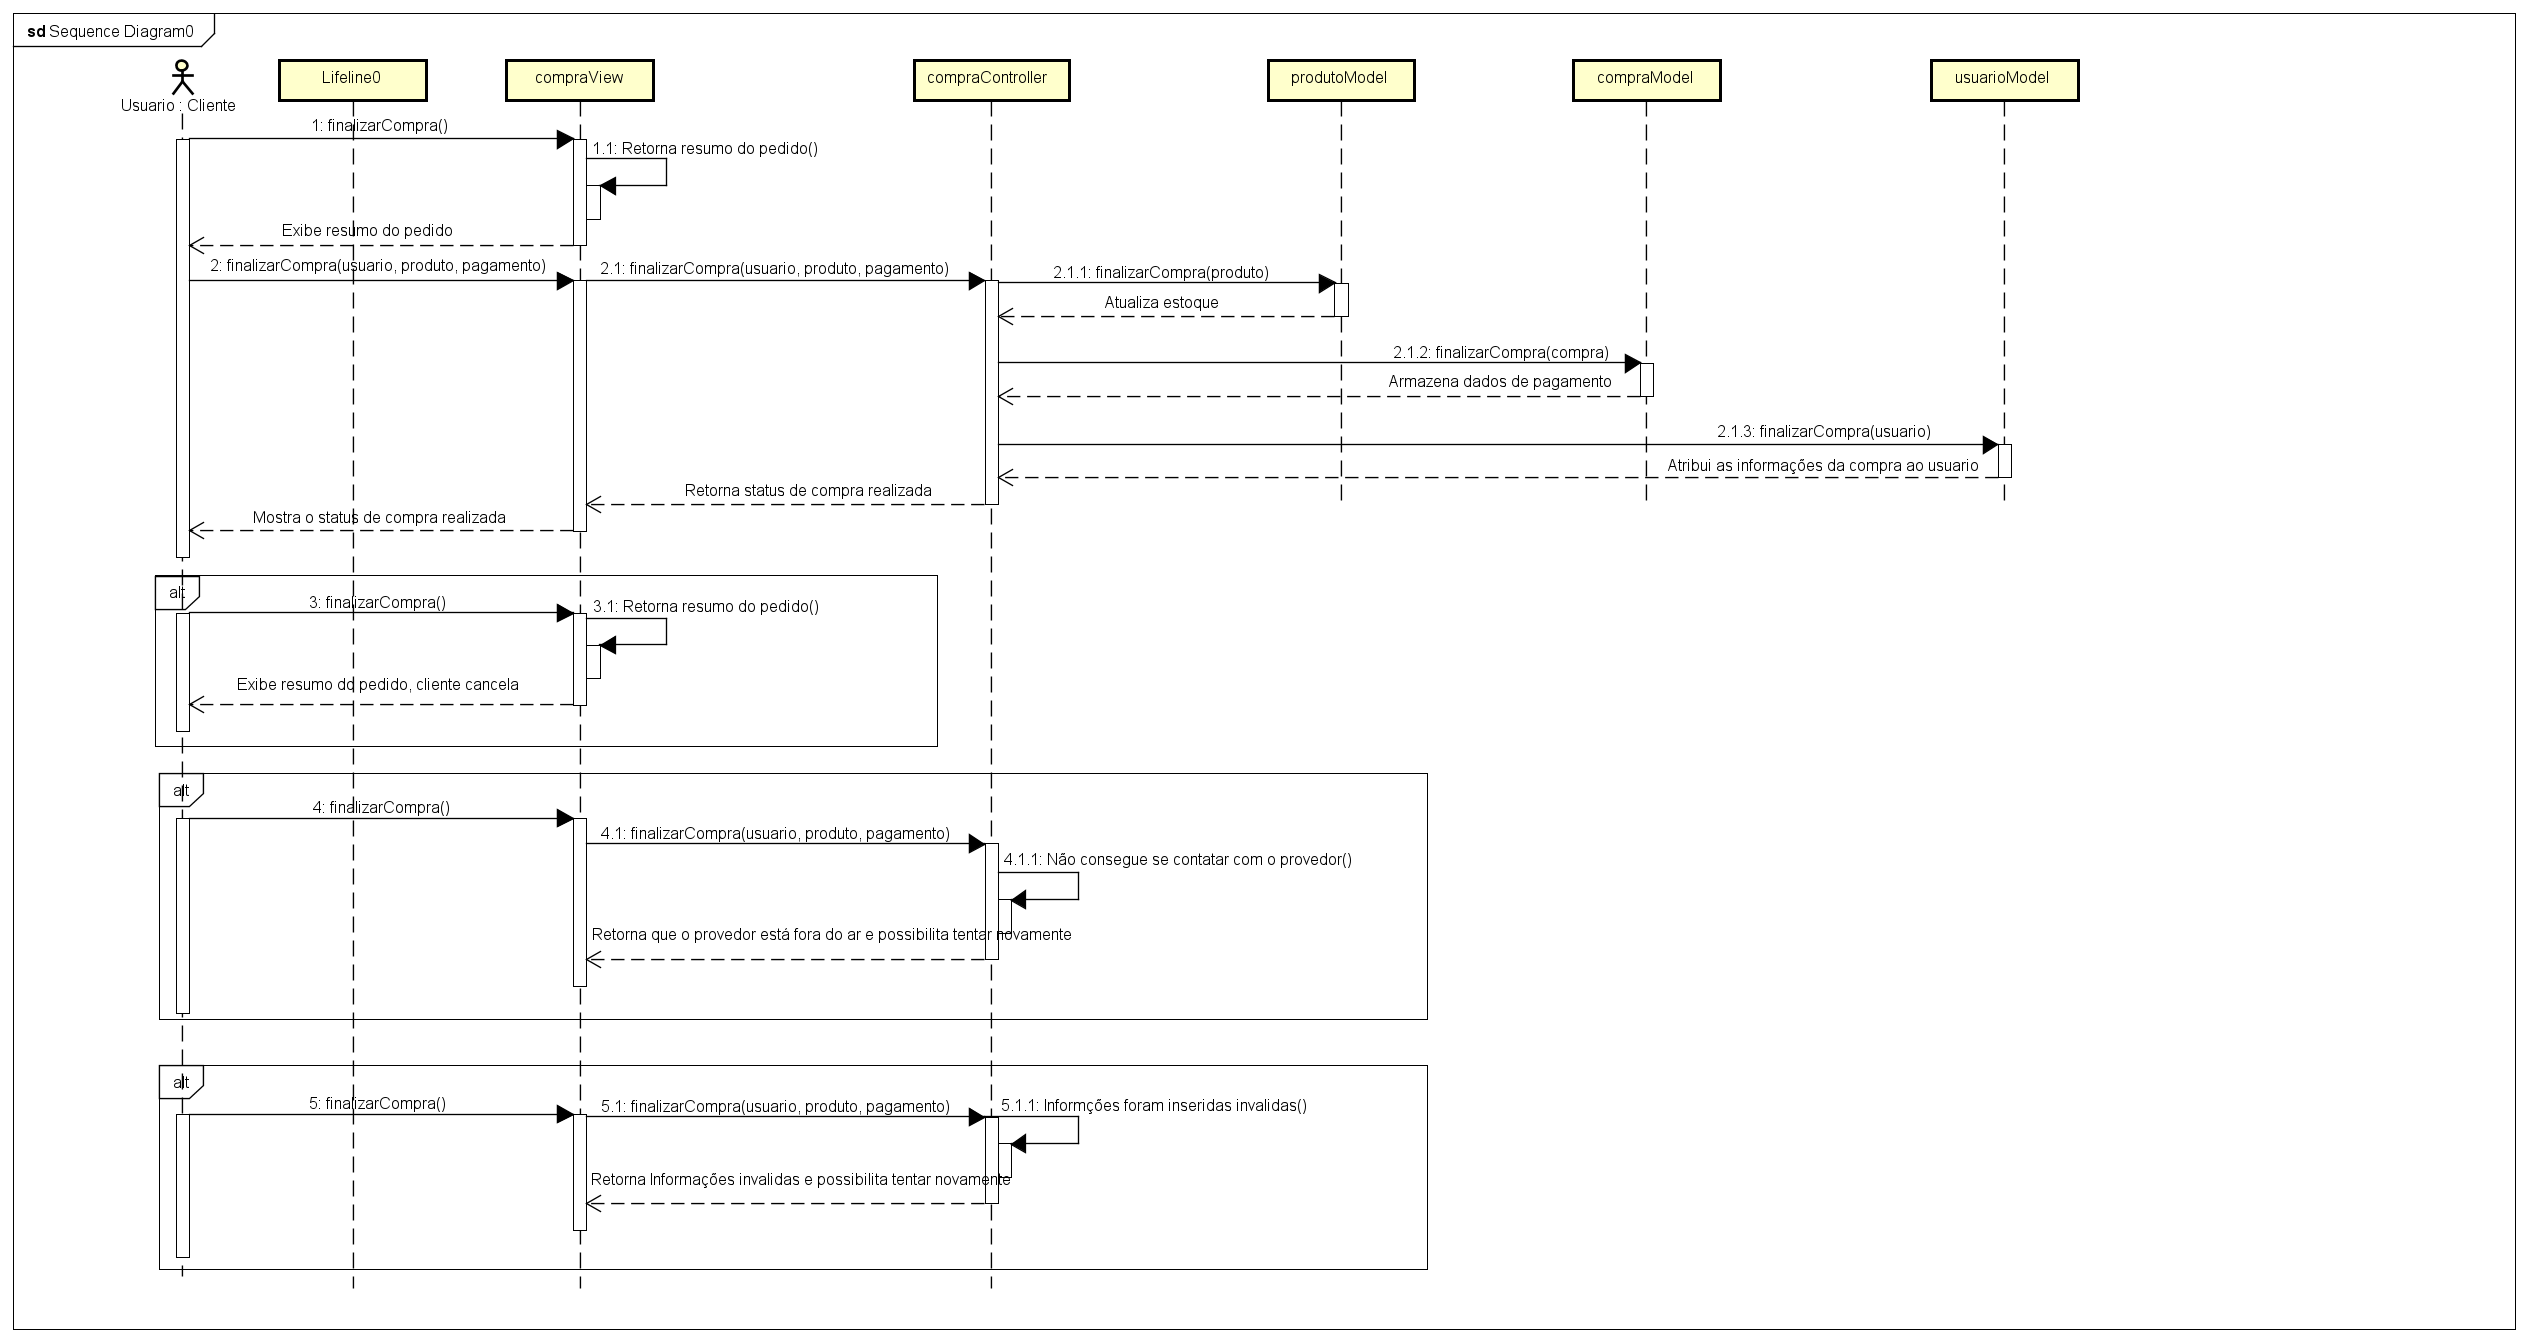 sd Sequence Diagram0
Usuario : Cliente
Lifeline0
compraView
compraController
produtoModel
compraModel
usuarioModel
1: finalizarCompra()
1.1: Retorna resumo do pedido()
Exibe resumo do pedido
2: finalizarCompra(usuario, produto, pagamento)
2.1: finalizarCompra(usuario, produto, pagamento)
2.1.1: finalizarCompra(produto)
Atualiza estoque
2.1.2: finalizarCompra(compra)
Armazena dados de pagamento
2.1.3: finalizarCompra(usuario)
Atribui as informações da compra ao usuario
Retorna status de compra realizada
Mostra o status de compra realizada
alt
3: finalizarCompra()
3.1: Retorna resumo do pedido()
Exibe resumo do pedido, cliente cancela
alt
4: finalizarCompra()
4.1: finalizarCompra(usuario, produto, pagamento)
4.1.1: Não consegue se contatar com o provedor()
Retorna que o provedor está fora do ar e possibilita tentar novamente
alt
5: finalizarCompra()
5.1: finalizarCompra(usuario, produto, pagamento)
5.1.1: Informções foram inseridas invalidas()
Retorna Informações invalidas e possibilita tentar novamente